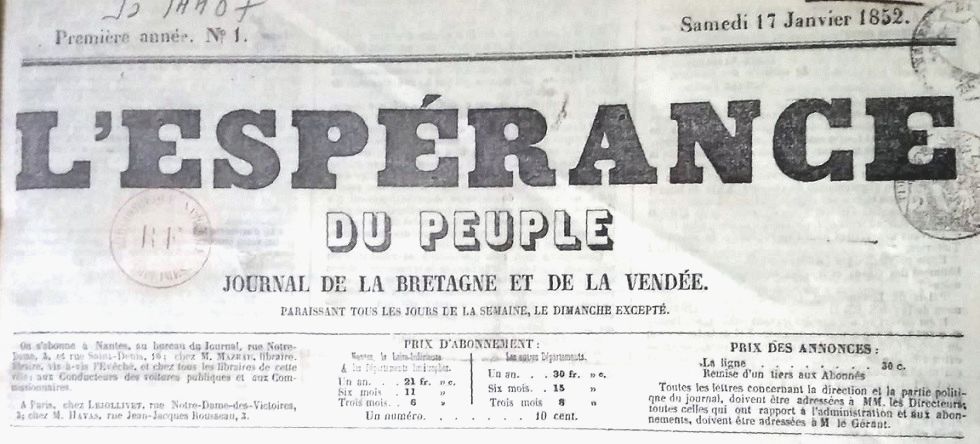 Première année. N° 1.
Samedi 17 Janvier 1852.
L'ESPÉRANCE
DU PEUPLE
JOURNAL DE LA BRETAGNE ET DE LA VENDÉE.
PARAISSANT TOUS LES JOURS DE LA SEMAINE, LE DIMANCHE EXCEPTÉ.
On s'abonne à Nantes, au bureau du Journal, rue Notre-
Dame, 3, et rue Saint-Denis, 16; chez M. MAZEAU, libraire,
vis à-vis l'Evêché, et chez tous les libraires de cette
ville; aux Conducteurs des voitures publiques et aux Com-
missionnaires.
A Paris, chez LEJOLLIVET, rue Notre-Dame-des-Victoires,
3; chez M. HAVAS, rue Jean-Jacques Rousseau, 3.
PRIX D'ABONNEMENT :
Nantes, la Loire-Inférieure
& les Départements limitrophes.
Un an. . . 21 fr. » c.
Six mois . 11 »
Trois mois. . 6 »
Les autres Départements.
Un an. . . 30 fr. » c.
Six mois. . 15 »
Trois mois 8 »
Un numéro. . . . . . 10 cent.
PRIX DES ANNONCES :
La ligne . . . . . 30 c.
Remise d'un tiers aux Abonnés
Toutes les lettres concernant la direction et la partie politi-
que du journal, doivent être adressées à MM. les Directeurs;
toutes celles qui ont rapport à l'administration et aux abon-
nements, doivent être adressées à M le Gérant.